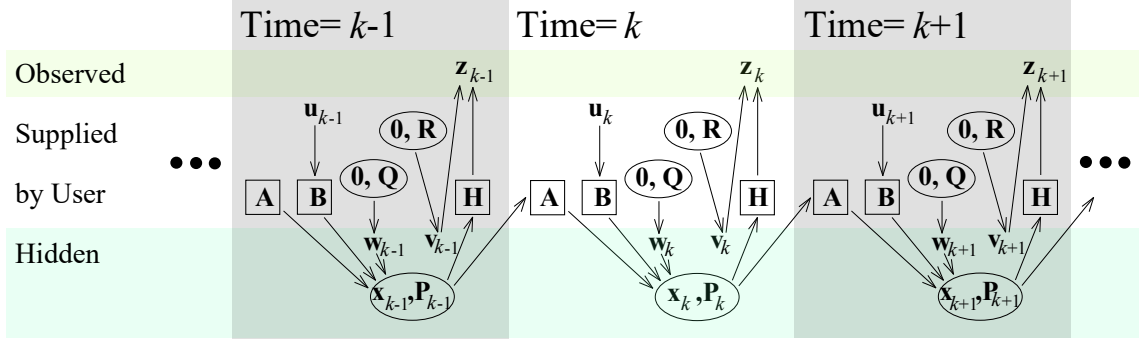 Time= k-1 Time= k Time= k+1
Observed z_{k-1} z_k z_{k+1}
Supplied u_{k-1} 0, R u_k 0, R u_{k+1} 0, R
••• 0, Q 0, Q 0, Q •••
by User A B H A B H A B H
Hidden w_{k-1} v_{k-1} w_k v_k w_{k+1} v_{k+1}
x_{k-1},P_{k-1} x_k,P_k x_{k+1},P_{k+1}